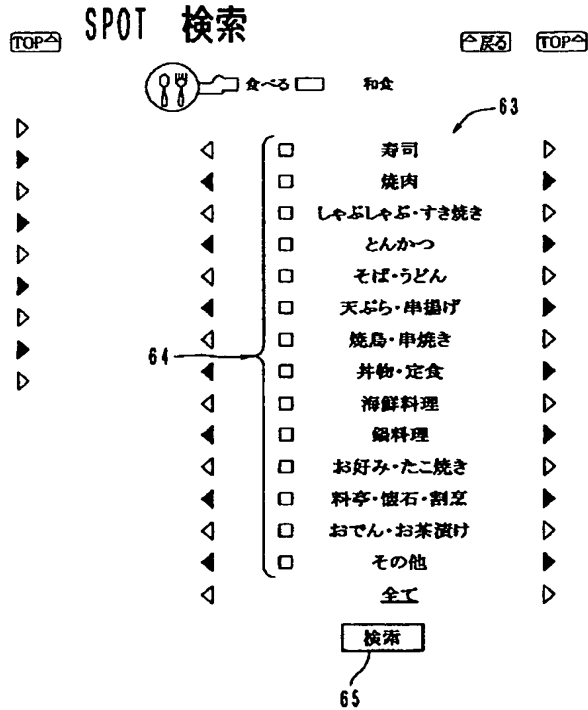 SPOT 検索
TOP 戻る TOP
食べる 和食
63
寿司
焼肉
しゃぶしゃぶ・すき焼き
とんかつ
そば・うどん
天ぷら・串揚げ
焼鳥・串焼き
64
丼物・定食
海鮮料理
鍋料理
お好み・たこ焼き
料亭・懐石・割烹
おでん・お茶漬け
その他
全て
検索
65